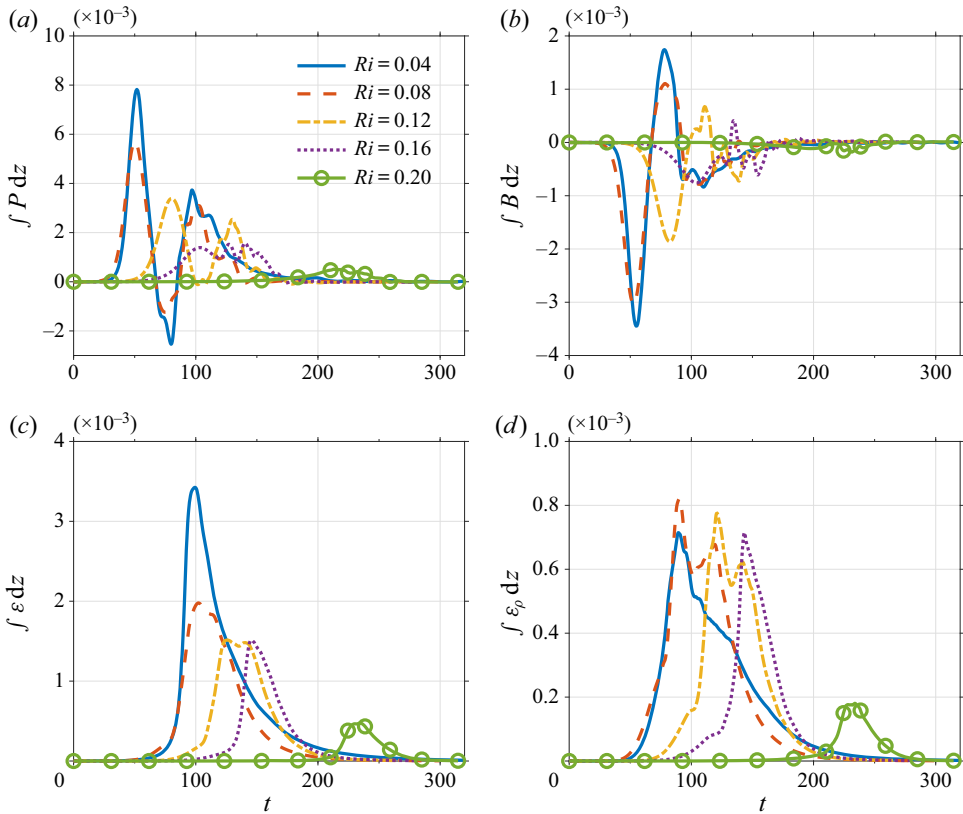 (a) (×10⁻³)
10
8
6
4
2
0
−2
0 100 200 300
∫ P dz
Ri = 0.04
Ri = 0.08
Ri = 0.12
Ri = 0.16
Ri = 0.20
(b) (×10⁻³)
2
1
0
−1
−2
−3
−4
0 100 200 300
∫ B dz
(c) (×10⁻³)
4
3
2
1
0
0 100 200 300
∫ ε dz
t
(d) (×10⁻³)
1.0
0.8
0.6
0.4
0.2
0
0 100 200 300
∫ ε_ρ dz
t